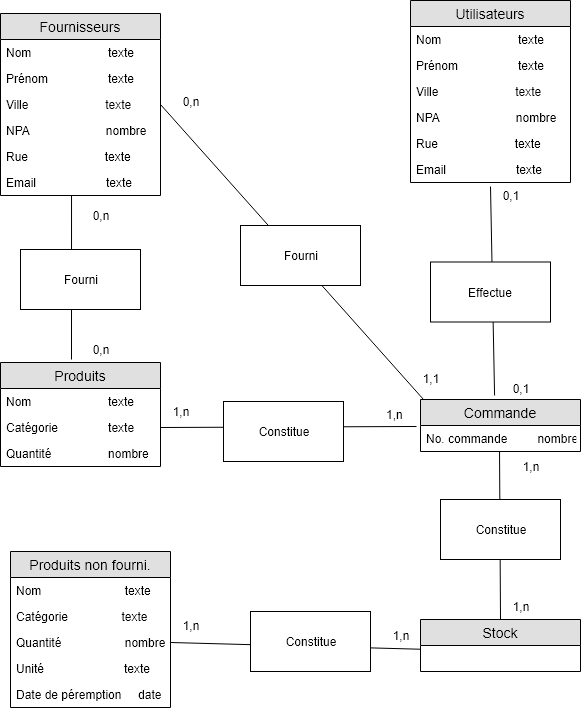 Fournisseurs
Nom texte
Prénom texte
Ville texte
NPA nombre
Rue texte
Email texte
Utilisateurs
Nom texte
Prénom texte
Ville texte
NPA nombre
Rue texte
Email texte
0,n
0,n
0,1
Fourni
Fourni
Effectue
0,n
1,1
0,1
Produits
Nom texte
Catégorie texte
Quantité nombre
1,n
Constitue
1,n
Commande
No. commande nombre
1,n
Constitue
1,n
Produits non fourni.
Nom texte
Catégorie texte
Quantité nombre
Unité texte
Date de péremption date
1,n
Constitue
1,n
Stock